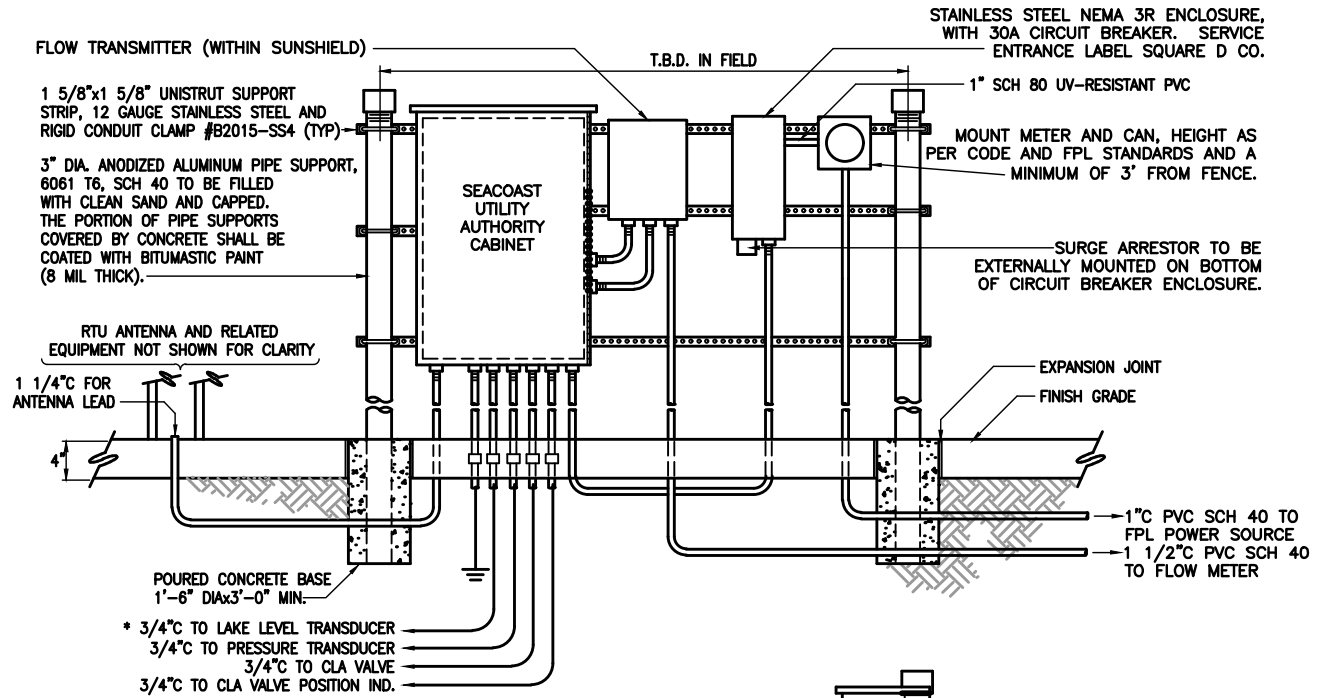 FLOW TRANSMITTER (WITHIN SUNSHIELD)
T.B.D. IN FIELD
STAINLESS STEEL NEMA 3R ENCLOSURE,
WITH 30A CIRCUIT BREAKER. SERVICE
ENTRANCE LABEL SQUARE D CO.
1" SCH 80 UV-RESISTANT PVC
1 5/8"x1 5/8" UNISTRUT SUPPORT
STRIP, 12 GAUGE STAINLESS STEEL AND
RIGID CONDUIT CLAMP #B2015-SS4 (TYP)
MOUNT METER AND CAN, HEIGHT AS
PER CODE AND FPL STANDARDS AND A
MINIMUM OF 3' FROM FENCE.
3" DIA. ANODIZED ALUMINUM PIPE SUPPORT,
6061 T6, SCH 40 TO BE FILLED
WITH CLEAN SAND AND CAPPED.
THE PORTION OF PIPE SUPPORTS
COVERED BY CONCRETE SHALL BE
COATED WITH BITUMASTIC PAINT
(8 MIL THICK).
SEACOAST
UTILITY
AUTHORITY
CABINET
SURGE ARRESTOR TO BE
EXTERNALLY MOUNTED ON BOTTOM
OF CIRCUIT BREAKER ENCLOSURE.
RTU ANTENNA AND RELATED
EQUIPMENT NOT SHOWN FOR CLARITY
1 1/4"C FOR
ANTENNA LEAD
EXPANSION JOINT
FINISH GRADE
4"
1"C PVC SCH 40 TO
FPL POWER SOURCE
1 1/2"C PVC SCH 40
TO FLOW METER
POURED CONCRETE BASE
1'-6" DIAx3'-0" MIN.
* 3/4"C TO LAKE LEVEL TRANSDUCER
3/4"C TO PRESSURE TRANSDUCER
3/4"C TO CLA VALVE
3/4"C TO CLA VALVE POSITION IND.